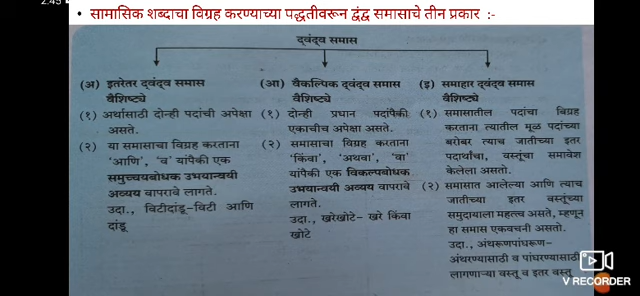 2:45
• सामासिक शब्दाचा विग्रह करण्याच्या पद्धतीवरून द्वंद्व समासाचे तीन प्रकार :-
द्वंद्व समास
(अ) इतरेतर द्वंद्व समास
वैशिष्ट्ये
(१) अर्थासाठी दोन्ही पदांची अपेक्षा
असते.
(२) या समासाचा विग्रह करताना
'आणि', 'व' यांपैकी एक
समुच्चयबोधक उभयान्वयी
अव्यय वापरावे लागते.
उदा., विटीदांडू–विटी आणि
दांडू
(आ) वैकल्पिक द्वंद्व समास
वैशिष्ट्ये
(१) दोन्ही प्रधान पदांपैकी
एकाचीच अपेक्षा असते.
(२) समासाचा विग्रह करताना
'किंवा', 'अथवा', 'वा'
यांपैकी एक विकल्पबोधक
उभयान्वयी अव्यय वापरावे
लागते.
उदा., खरेखोटे– खरे किंवा
खोटे
(इ) समाहार द्वंद्व समास
वैशिष्ट्ये
(१) समासातील पदांचा विग्रह
करताना त्यातील मूळ पदांच्या
बरोबर त्याच जातीच्या इतर
पदार्थांचा, वस्तूंचा समावेश
केलेला असतो.
(२) समासात आलेल्या आणि त्याच
जातीच्या इतर वस्तूंच्या
समुदायाला महत्त्व असते, म्हणून
हा समास एकवचनी असतो.
उदा., अंथरूणपांघरूण–
अंथरण्यासाठी व पांघरण्यासाठी
लागणाऱ्या वस्तू व इतर वस्तू
V RECORDER